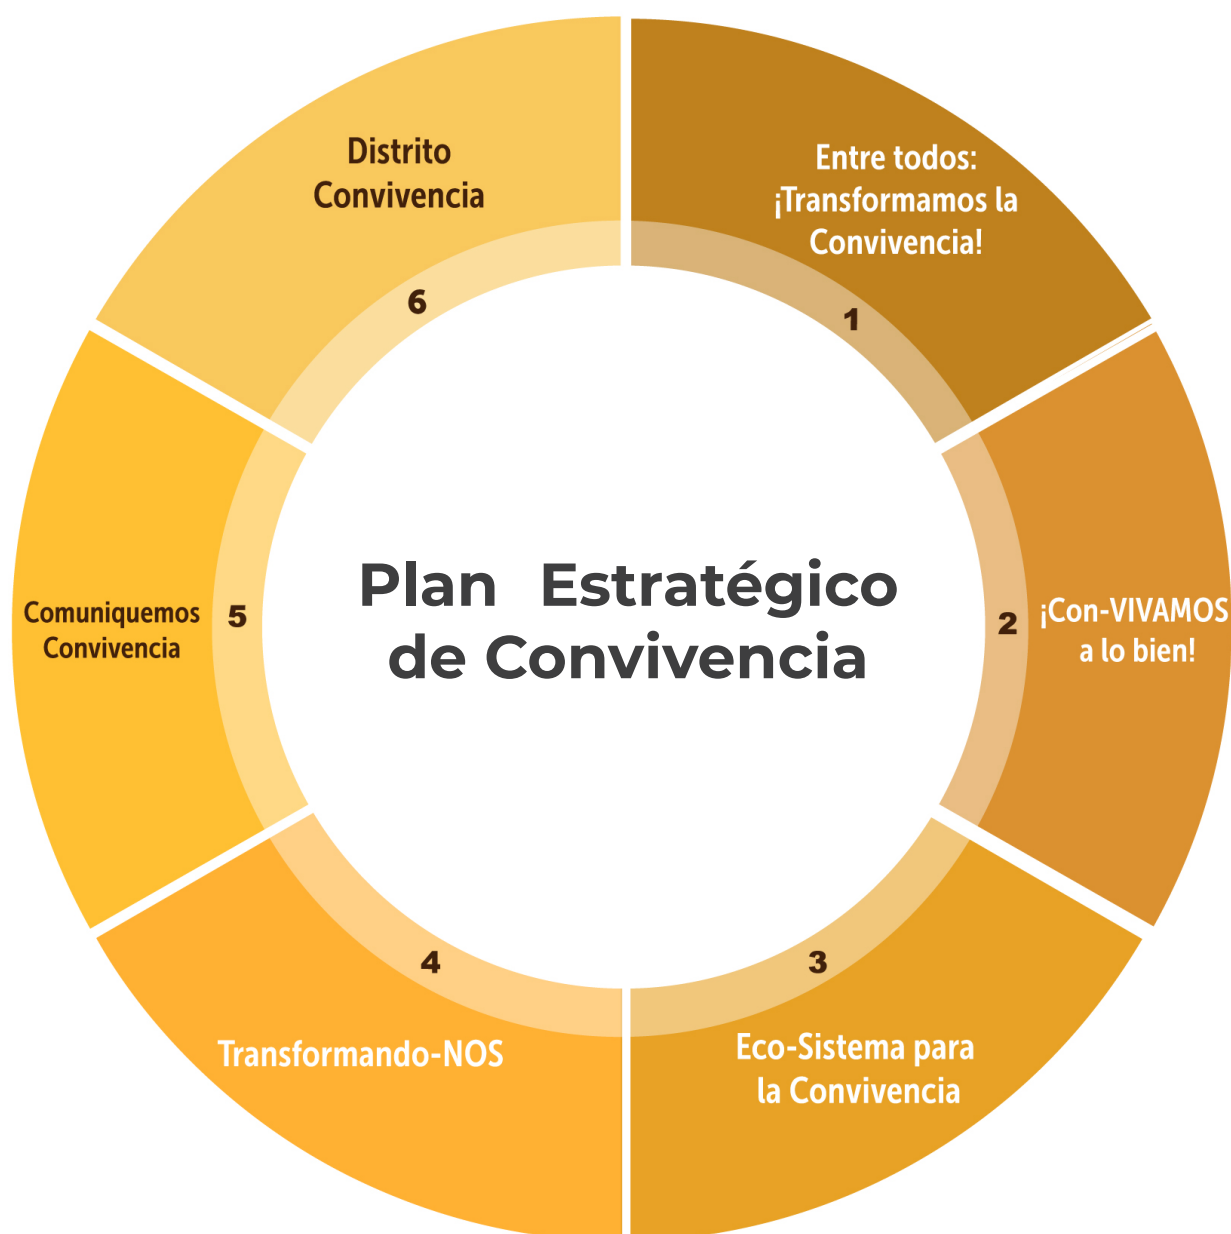 Plan Estratégico
de Convivencia
Entre todos:
¡Transformamos la
Convivencia!
1
¡Con-VIVAMOS
a lo bien!
2
Eco-Sistema para
la Convivencia
3
Transformando-NOS
4
Comuniquemos
Convivencia
5
Distrito
Convivencia
6